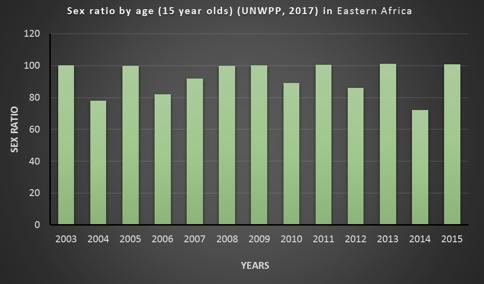 Sex ratio by age (15 year olds) (UNWPP, 2017) in Eastern Africa
120
100
80
60
40
20
0
SEX RATIO
2003 2004 2005 2006 2007 2008 2009 2010 2011 2012 2013 2014 2015
YEARS